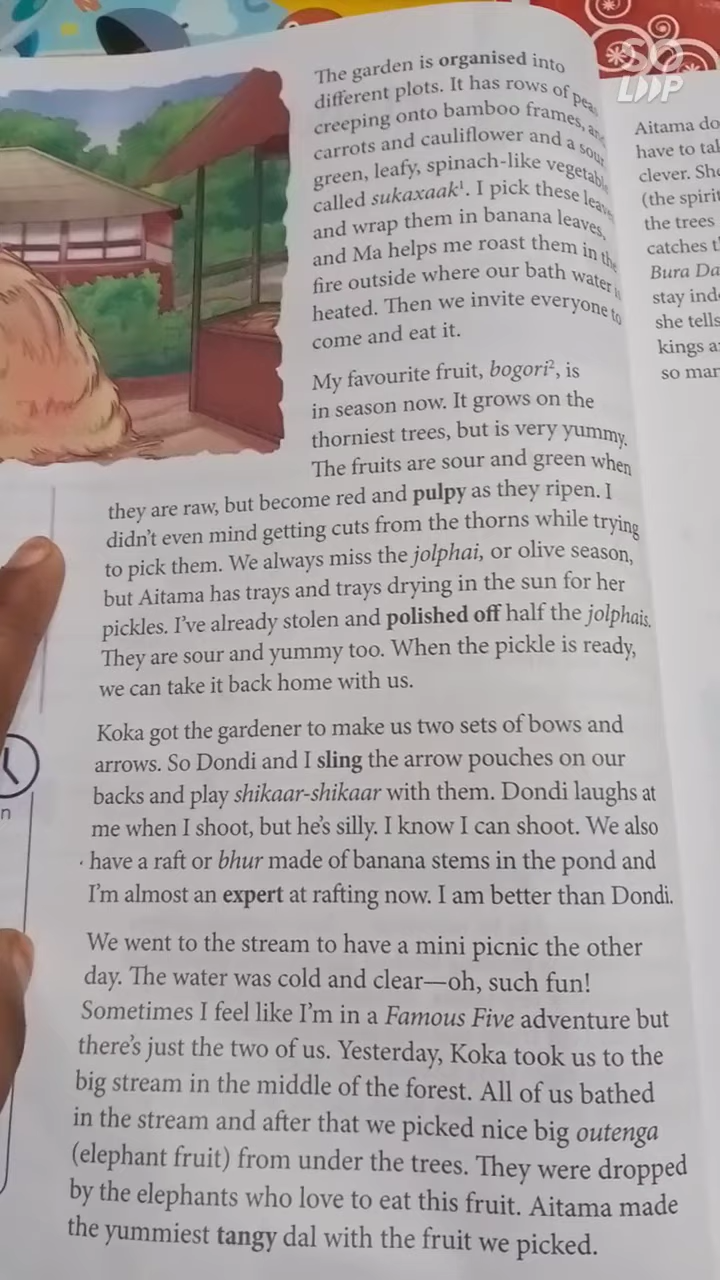 SO
LOOP
The garden is organised into
different plots. It has rows of peas
creeping onto bamboo frames, and
carrots and cauliflower and a sour,
green, leafy, spinach-like vegetable
called sukaxaak¹. I pick these leaves
and wrap them in banana leaves,
and Ma helps me roast them in the
fire outside where our bath water is
heated. Then we invite everyone to
come and eat it.
My favourite fruit, bogori², is
in season now. It grows on the
thorniest trees, but is very yummy.
The fruits are sour and green when
they are raw, but become red and pulpy as they ripen. I
didn't even mind getting cuts from the thorns while trying
to pick them. We always miss the jolphai, or olive season,
but Aitama has trays and trays drying in the sun for her
pickles. I've already stolen and polished off half the jolphais.
They are sour and yummy too. When the pickle is ready,
we can take it back home with us.
Koka got the gardener to make us two sets of bows and
arrows. So Dondi and I sling the arrow pouches on our
backs and play shikaar-shikaar with them. Dondi laughs at
me when I shoot, but he's silly. I know I can shoot. We also
have a raft or bhur made of banana stems in the pond and
I'm almost an expert at rafting now. I am better than Dondi.
We went to the stream to have a mini picnic the other
day. The water was cold and clear—oh, such fun!
Sometimes I feel like I'm in a Famous Five adventure but
there's just the two of us. Yesterday, Koka took us to the
big stream in the middle of the forest. All of us bathed
in the stream and after that we picked nice big outenga
(elephant fruit) from under the trees. They were dropped
by the elephants who love to eat this fruit. Aitama made
the yummiest tangy dal with the fruit we picked.
Aitama do
have to tal
clever. She
(the spirit
the trees
catches t
Bura Da
stay ind
she tells
kings a
so mar
n